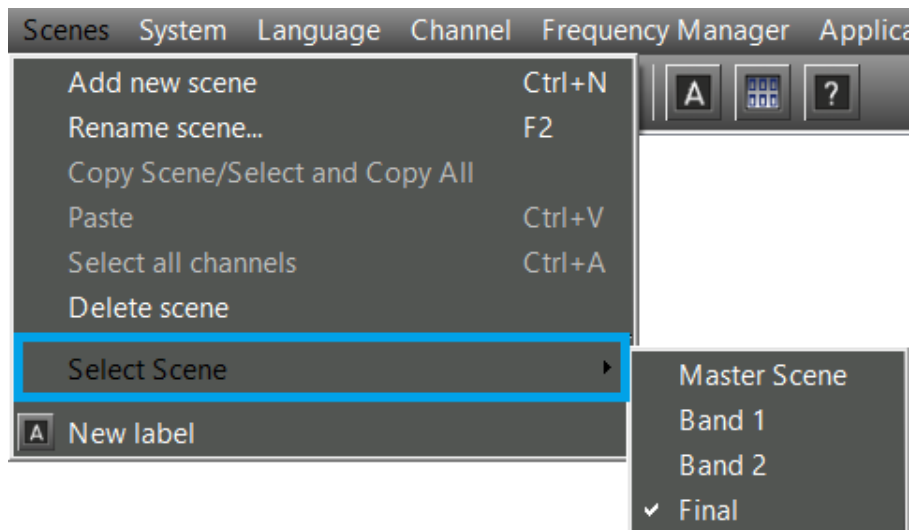 Scenes System Language Channel Frequency Manager Applica
A ?
Add new scene Ctrl+N
Rename scene... F2
Copy Scene/Select and Copy All
Paste Ctrl+V
Select all channels Ctrl+A
Delete scene
Select Scene
Master Scene
Band 1
Band 2
Final
A New label